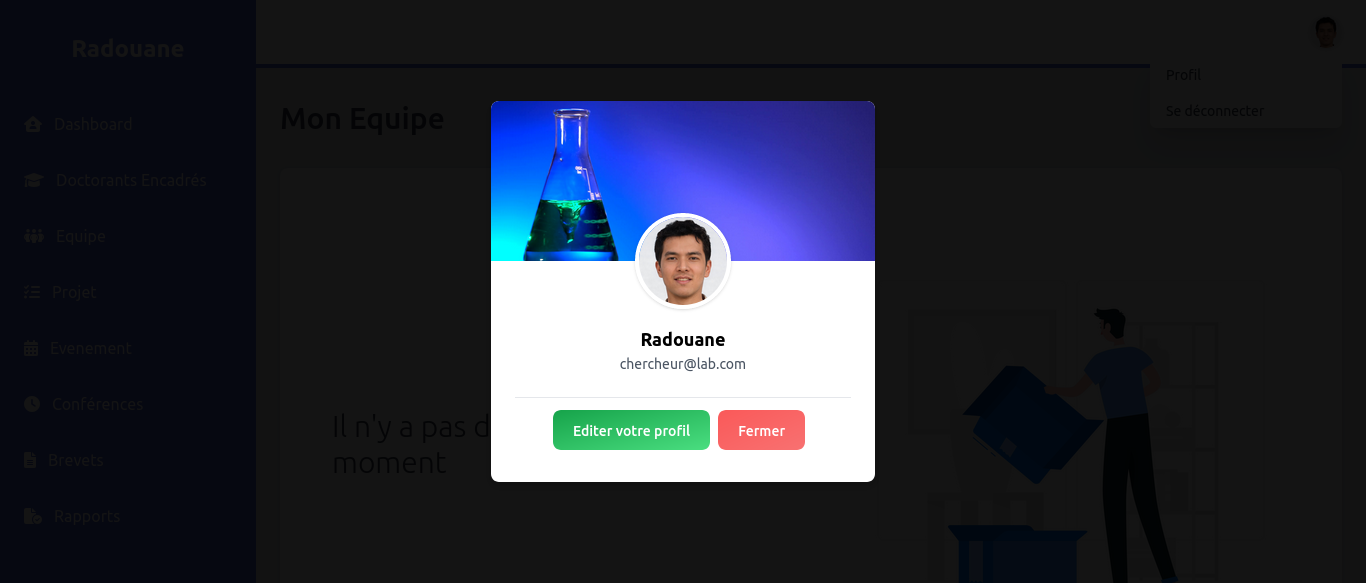 Radouane
Dashboard
Doctorants Encadrés
Equipe
Projet
Evenement
Conférences
Brevets
Rapports
Profil
Se déconnecter
Mon Equipe
Il n'y a pas d
moment
Radouane
chercheur@lab.com
Editer votre profil
Fermer